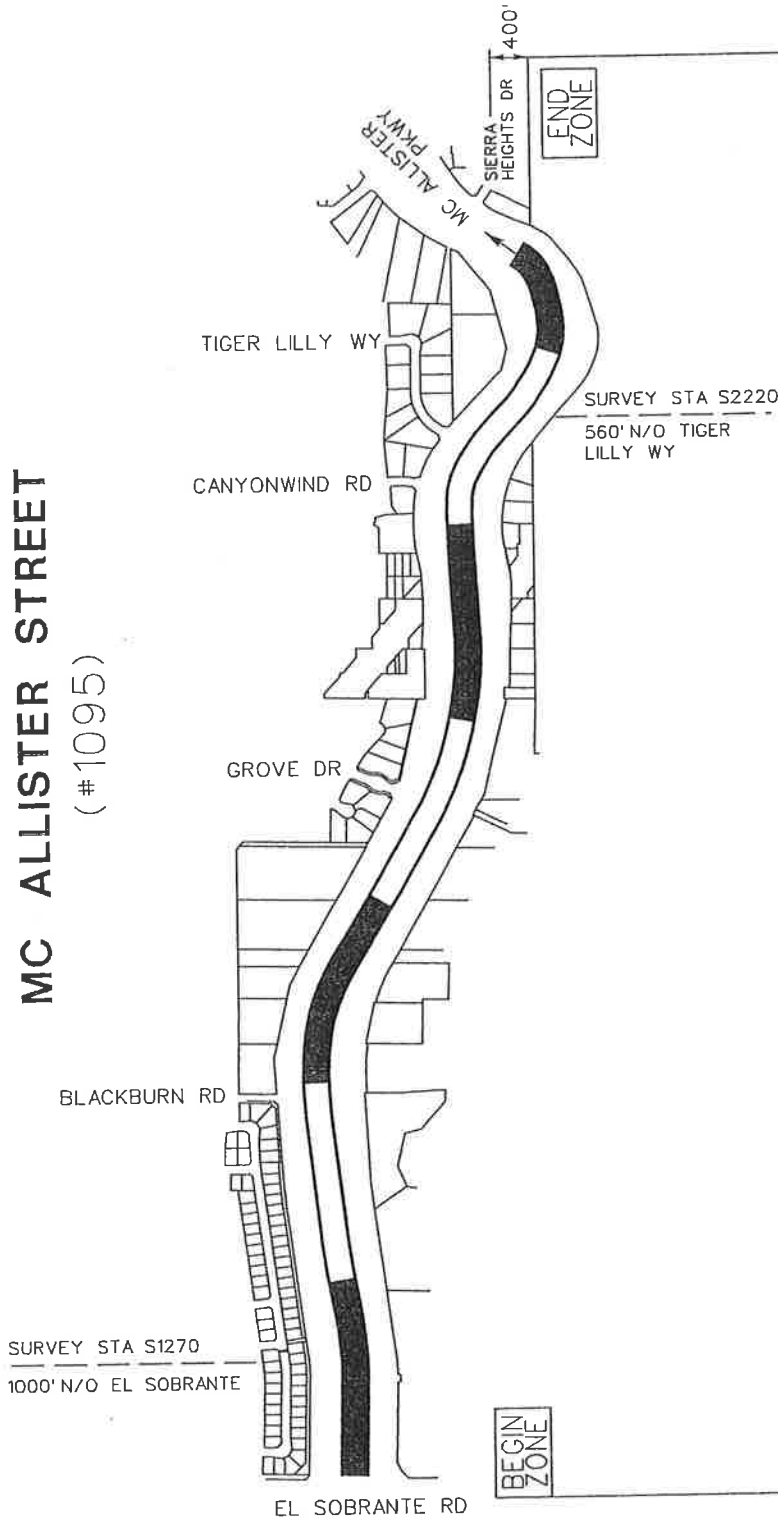 MC ALLISTER STREET
(#1095)
MC ALLISTER
PKWY
SIERRA
HEIGHTS DR
400'
END
ZONE
TIGER LILLY WY
SURVEY STA S2220
560' N/O TIGER
LILLY WY
CANYONWIND RD
GROVE DR
BLACKBURN RD
SURVEY STA S1270
1000' N/O EL SOBRANTE
BEGIN
ZONE
EL SOBRANTE RD